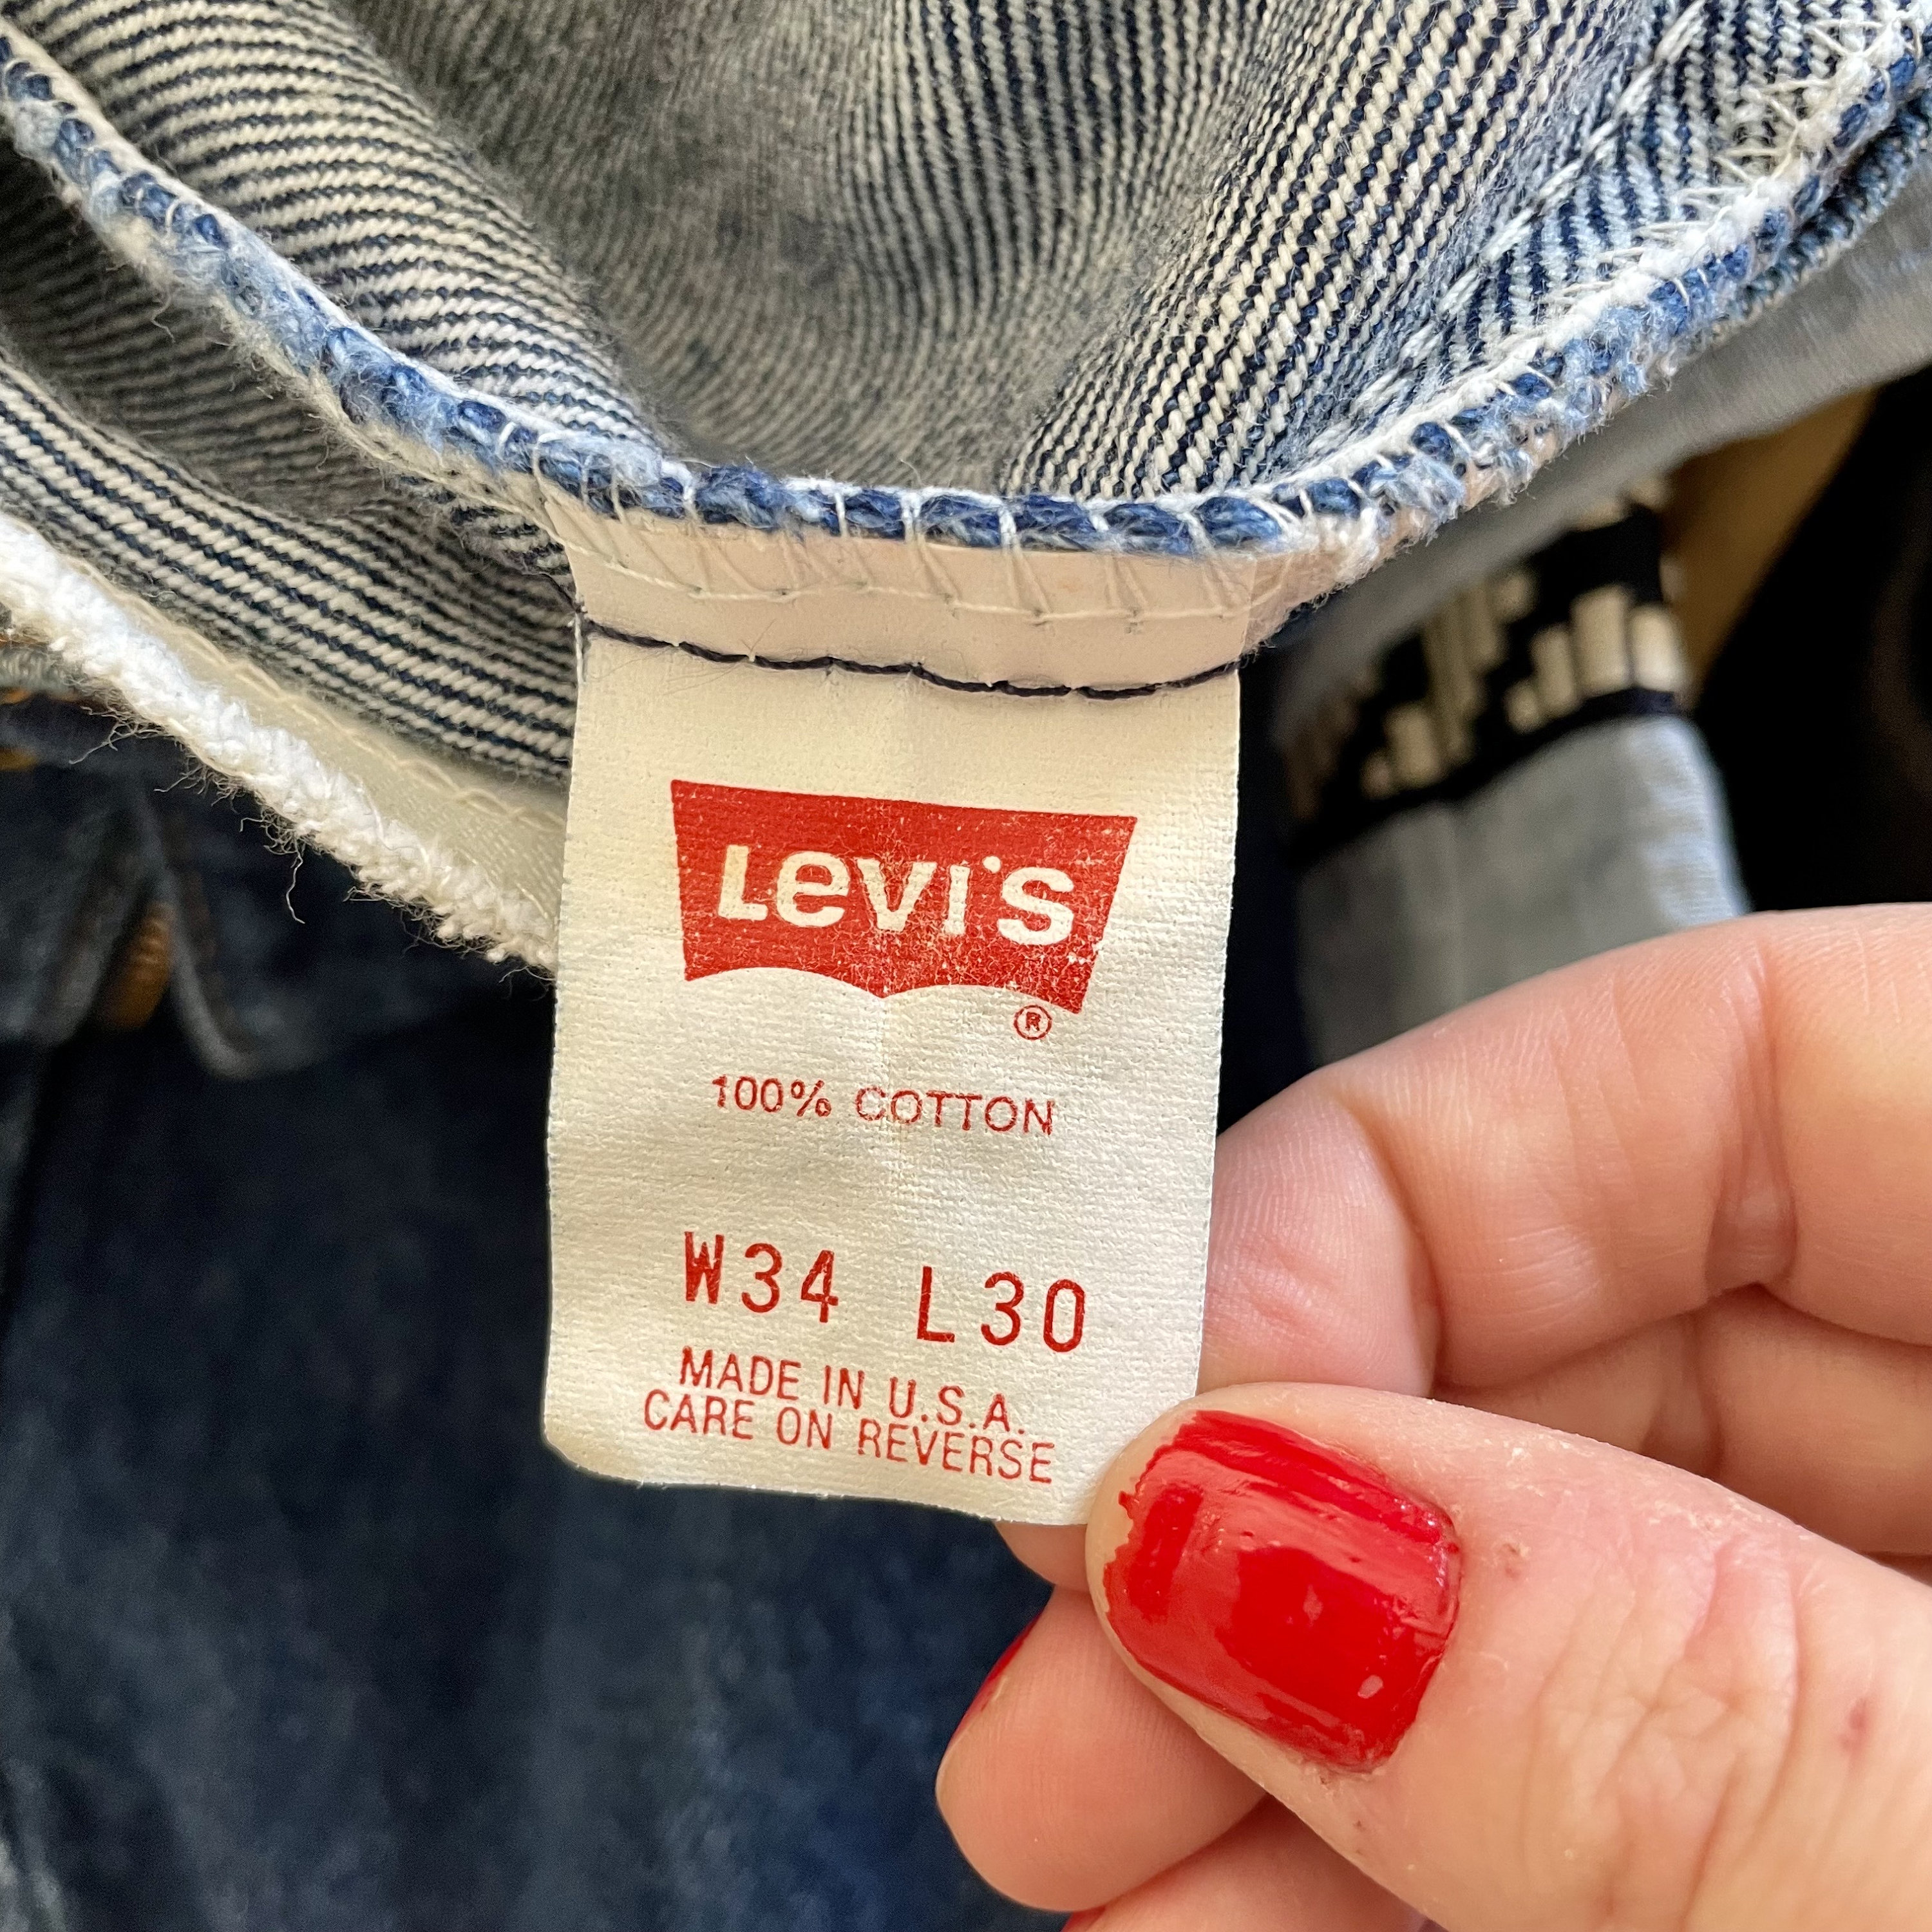 Levi's
®
100% COTTON
W34 L30
MADE IN U.S.A.
CARE ON REVERSE